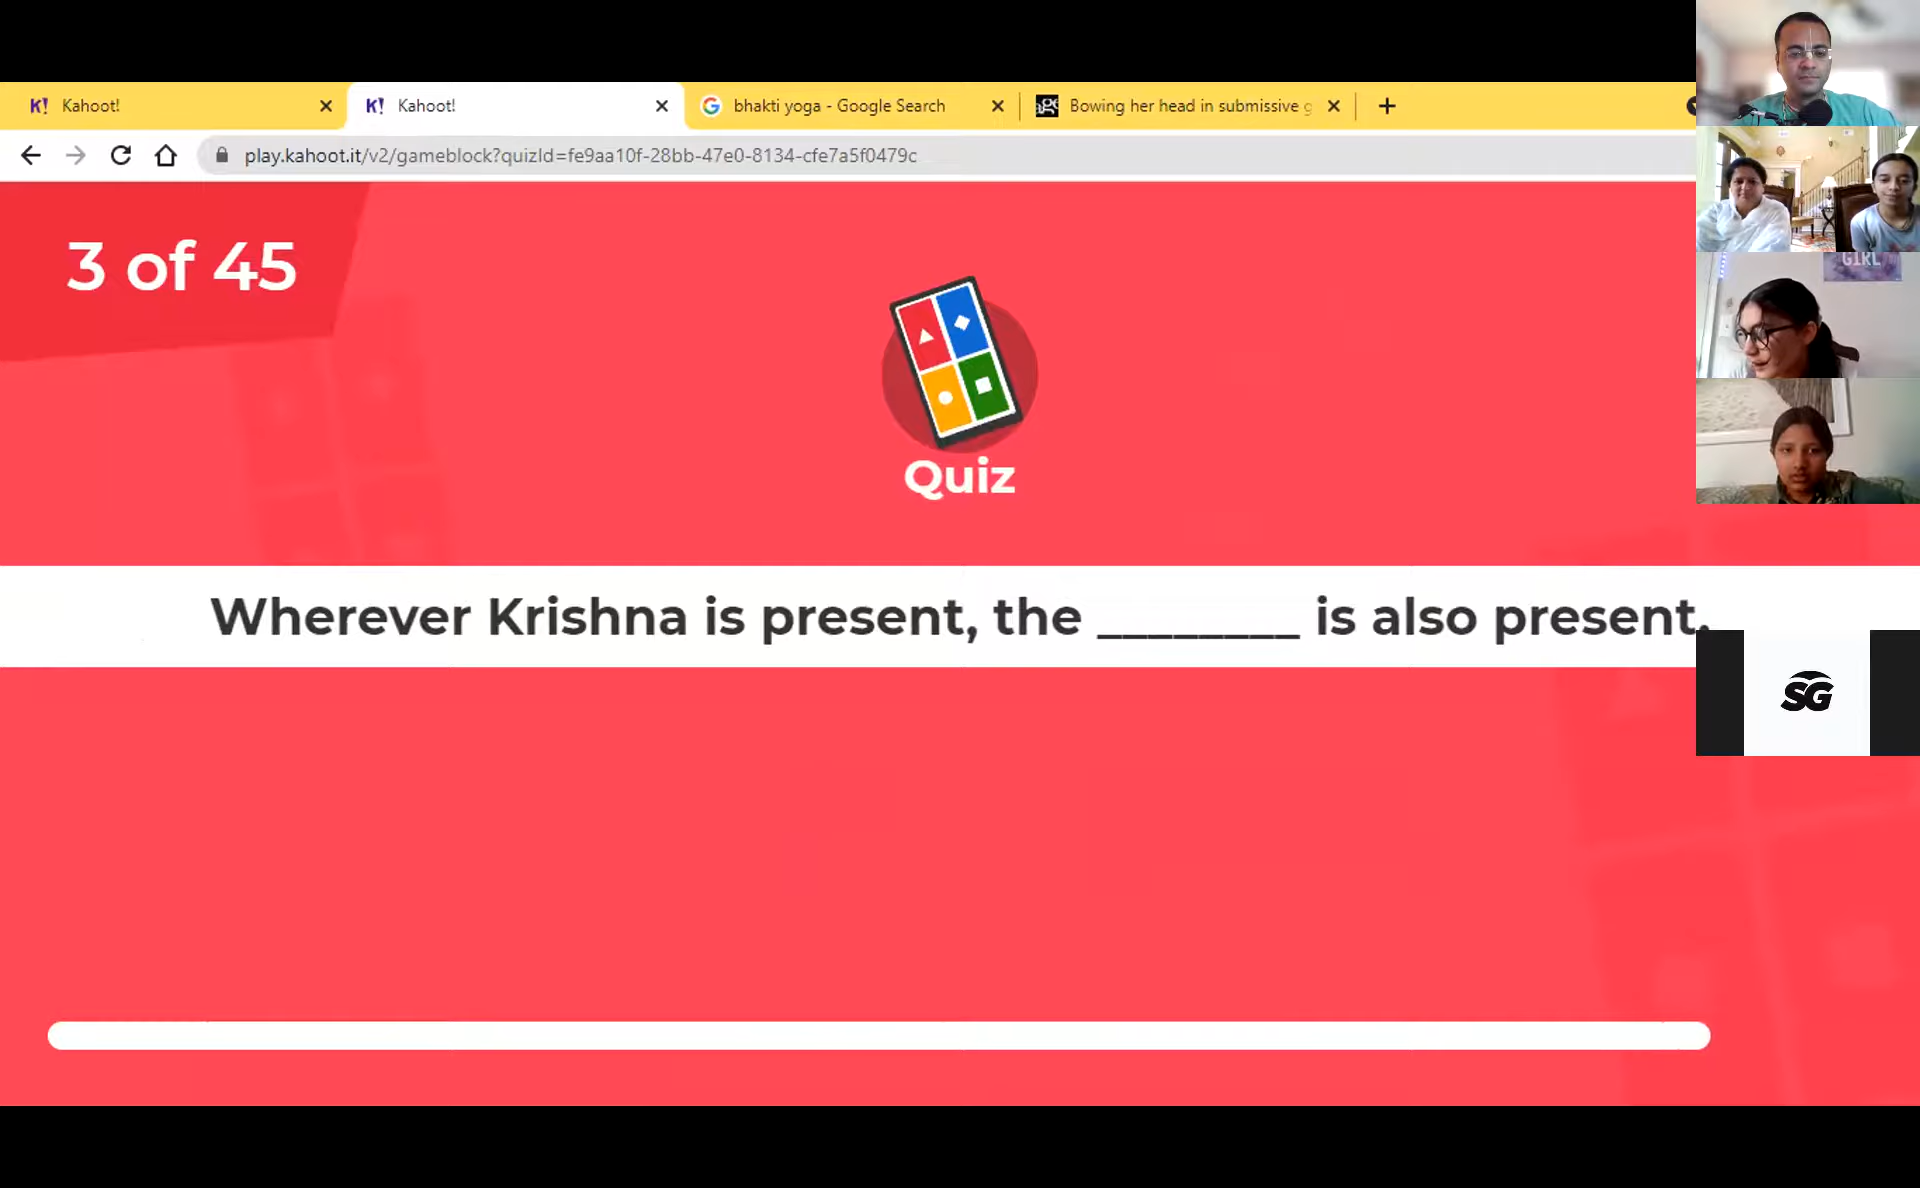 Kahoot!
Kahoot!
bhakti yoga - Google Search
Bowing her head in submissive g
play.kahoot.it/v2/gameblock?quizId=fe9aa10f-28bb-47e0-8134-cfe7a5f0479c
3 of 45
GIRL
Quiz
Wherever Krishna is present, the ________ is also present.
SG